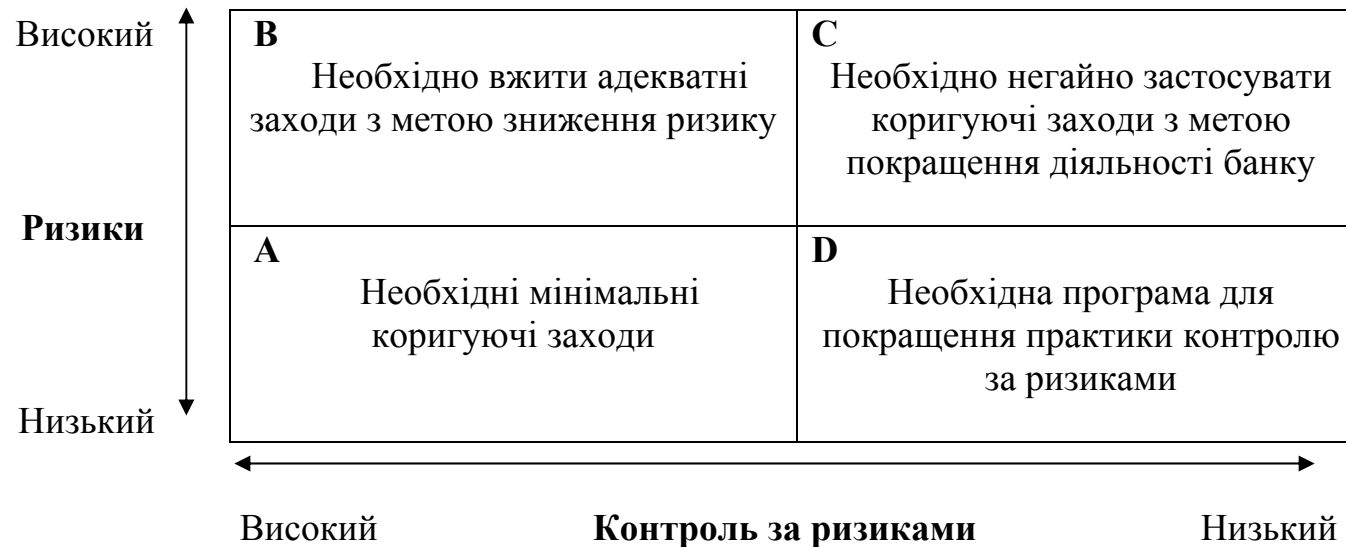 Високий
B
Необхідно вжити адекватні
заходи з метою зниження ризику
C
Необхідно негайно застосувати
коригуючі заходи з метою
покращення діяльності банку
Ризики
A
Необхідні мінімальні
коригуючі заходи
D
Необхідна програма для
покращення практики контролю
за ризиками
Низький
Високий Контроль за ризиками Низький